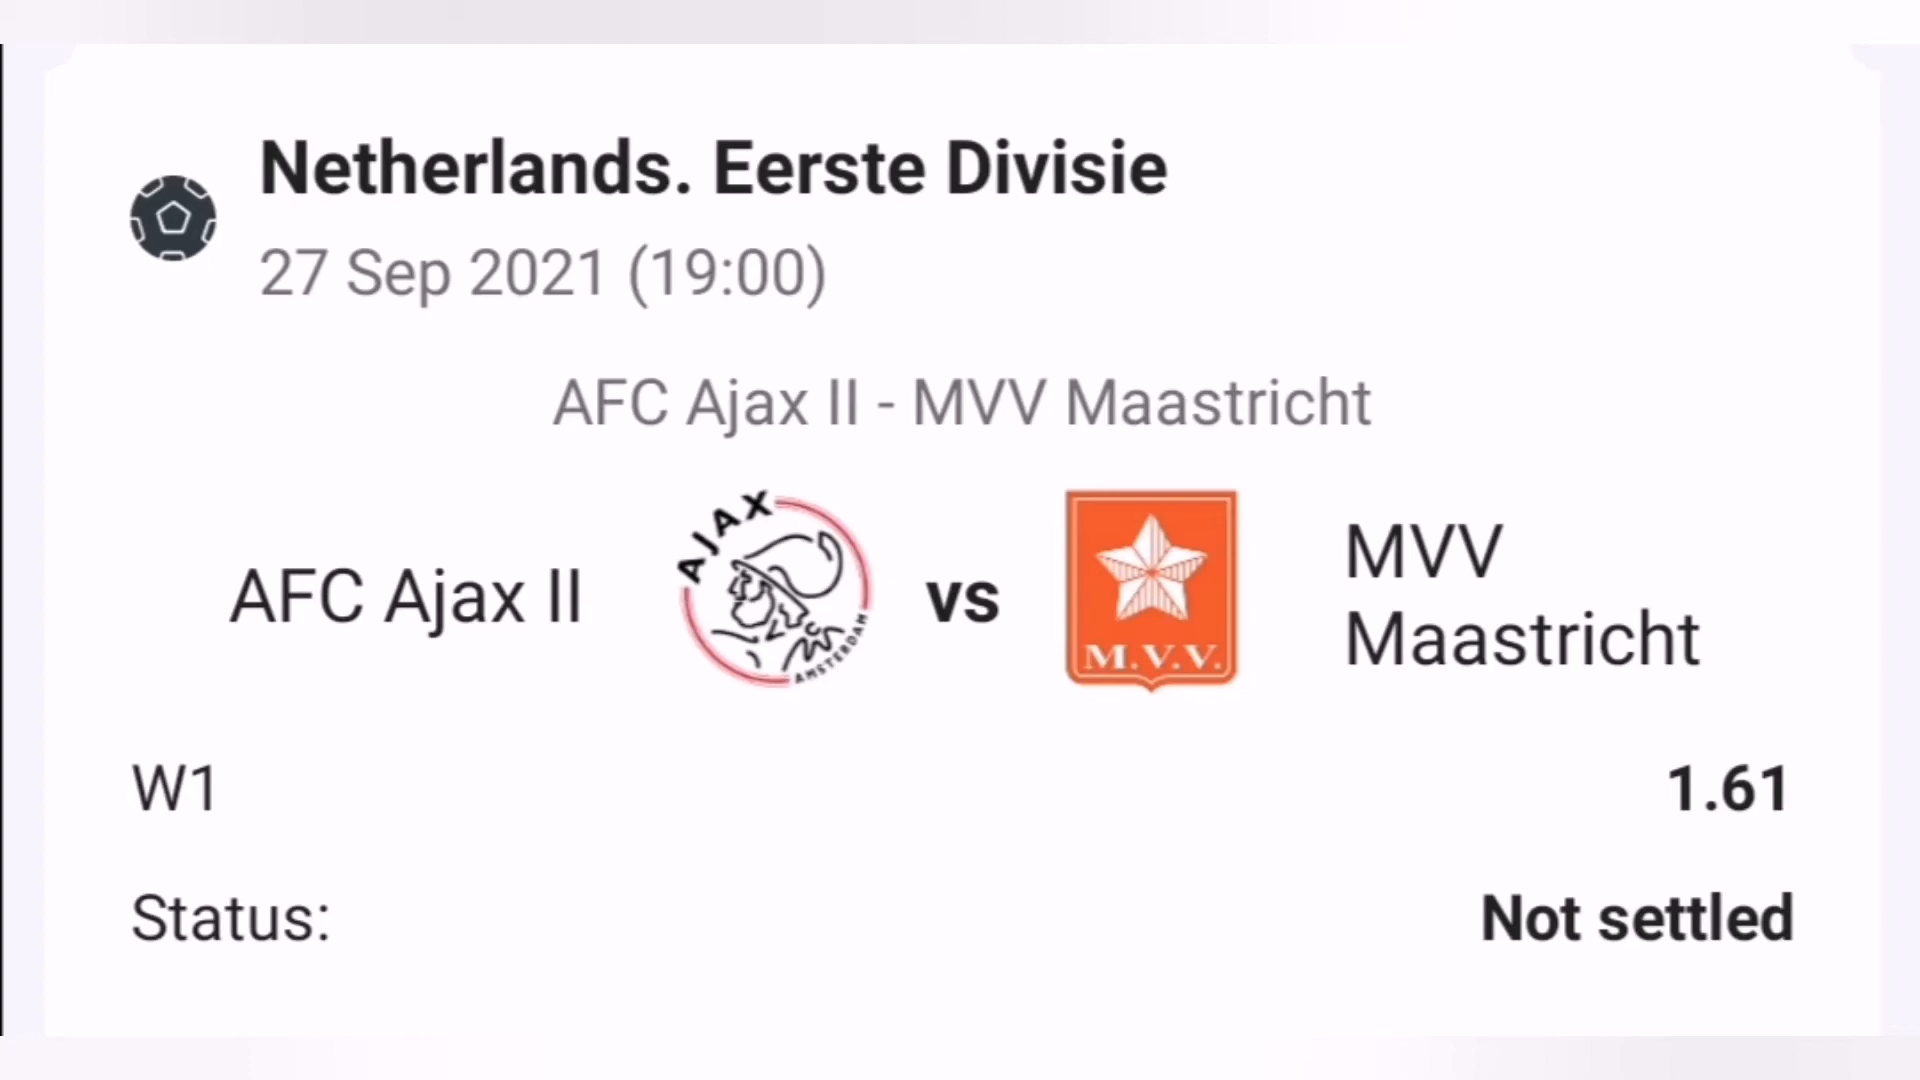 Netherlands. Eerste Divisie
27 Sep 2021 (19:00)
AFC Ajax II - MVV Maastricht
AFC Ajax II
AJAX
AMSTERDAM
vs
M.V.V.
MVV
Maastricht
W1
1.61
Status:
Not settled